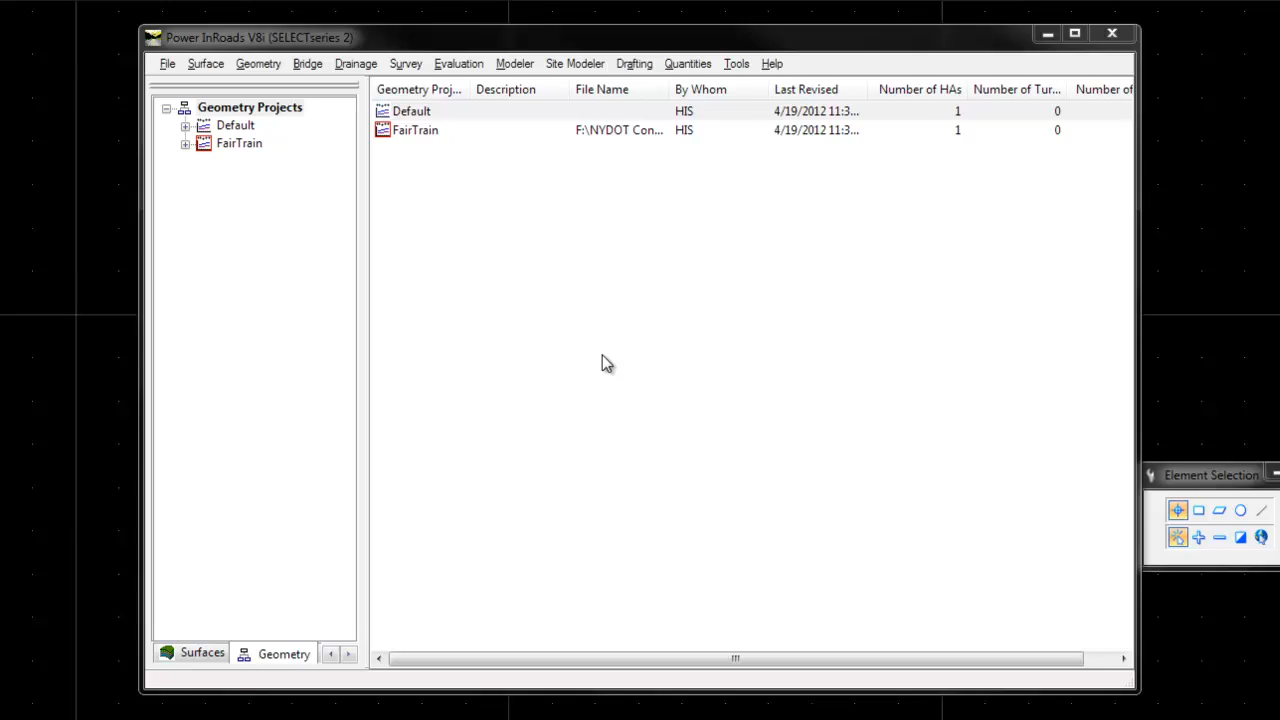 Power InRoads V8i (SELECTseries 2)
File Surface Geometry Bridge Drainage Survey Evaluation Modeler Site Modeler Drafting Quantities Tools Help
Geometry Projects
Default
FairTrain
Geometry Proj... Description File Name By Whom Last Revised Number of HAs Number of Tur... Number of
Default HIS 4/19/2012 11:3... 1 0
FairTrain F:\NYDOT Con... HIS 4/19/2012 11:3... 1 0
Element Selection
Surfaces Geometry